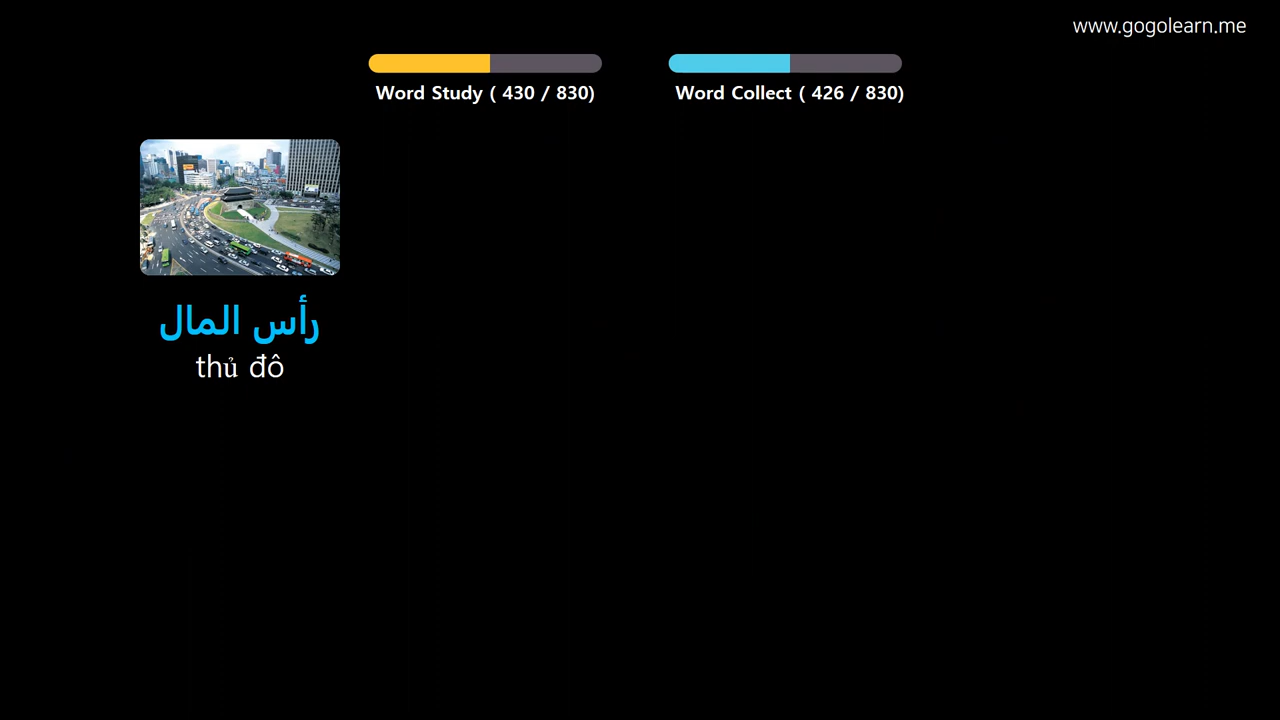 www.gogolearn.me
Word Study ( 430 / 830)
Word Collect ( 426 / 830)
رأس المال
thủ đô